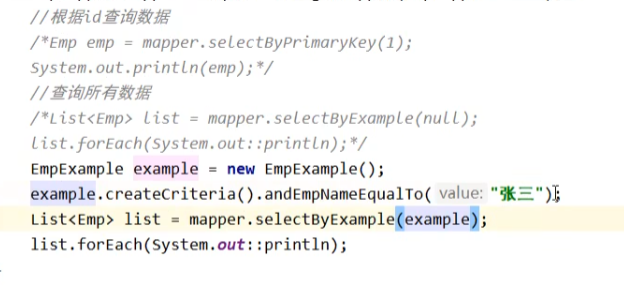 //根据id查询数据
/*Emp emp = mapper.selectByPrimaryKey(1);
System.out.println(emp);*/
//查询所有数据
/*List<Emp> list = mapper.selectByExample(null);
list.forEach(System.out::println);*/
EmpExample example = new EmpExample();
example.createCriteria().andEmpNameEqualTo( value: "张三");
List<Emp> list = mapper.selectByExample(example);
list.forEach(System.out::println);